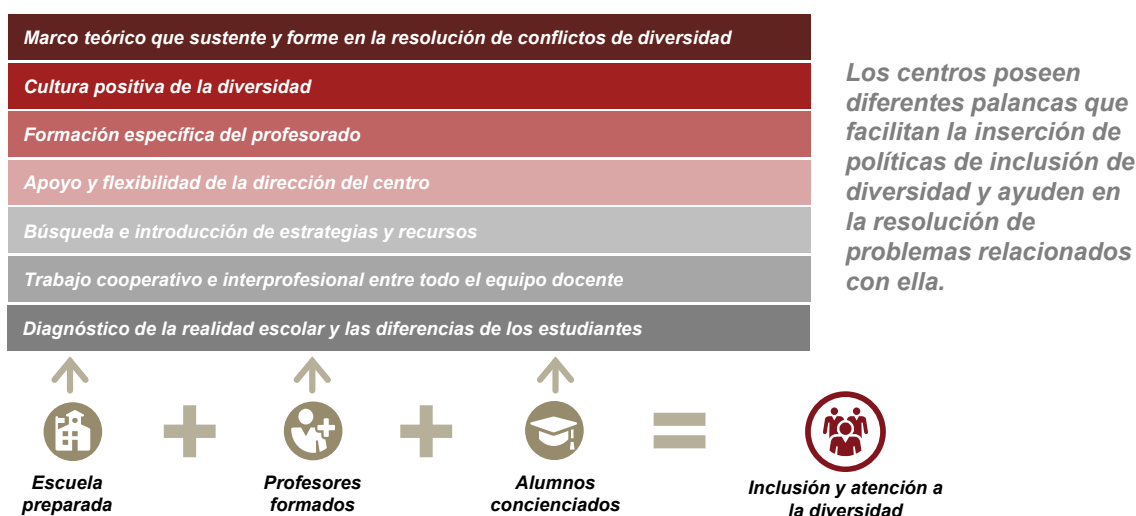 Marco teórico que sustente y forme en la resolución de conflictos de diversidad
Cultura positiva de la diversidad
Formación específica del profesorado
Apoyo y flexibilidad de la dirección del centro
Búsqueda e introducción de estrategias y recursos
Trabajo cooperativo e interprofesional entre todo el equipo docente
Diagnóstico de la realidad escolar y las diferencias de los estudiantes
Los centros poseen
diferentes palancas que
facilitan la inserción de
políticas de inclusión de
diversidad y ayuden en
la resolución de
problemas relacionados
con ella.
Escuela
preparada
Profesores
formados
Alumnos
concienciados
Inclusión y atención a
la diversidad